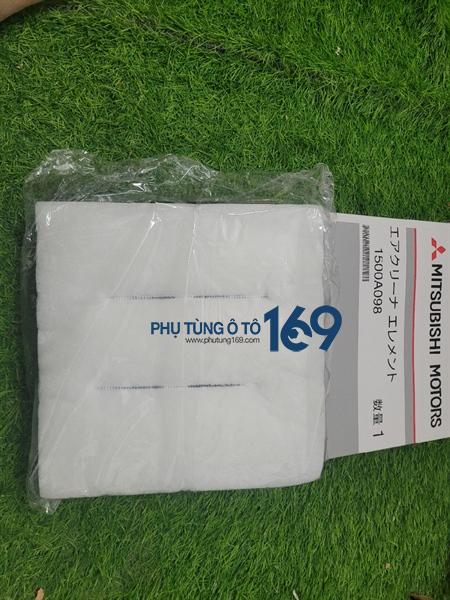 MITSUBISHI MOTORS
エアクリーナ エレメント
1500A098
数量 1
PHỤ TÙNG Ô TÔ 169
www.phutung169.com